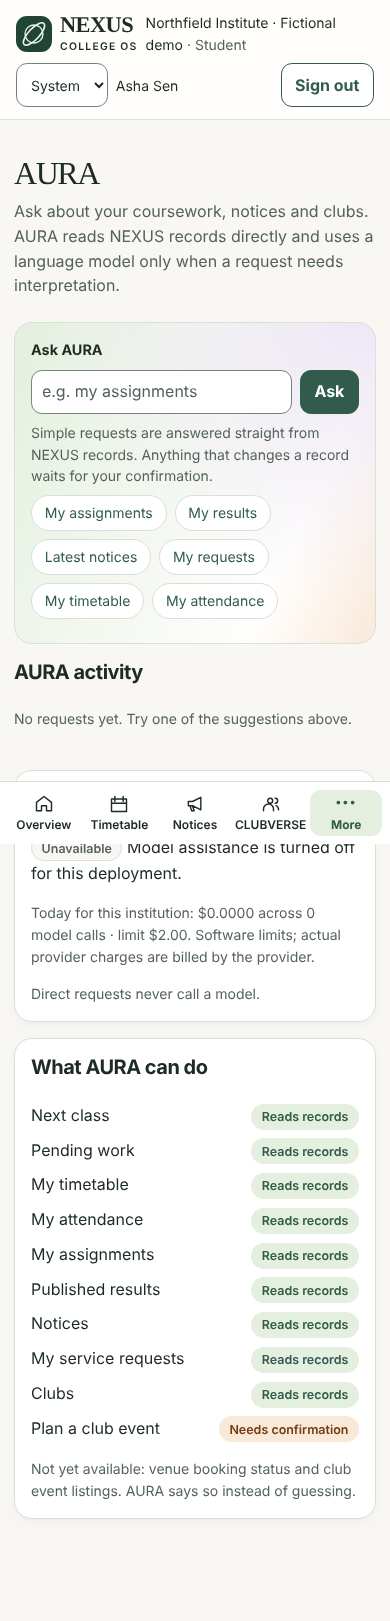 NEXUS
COLLEGE OS
Northfield Institute · Fictional
demo · Student
System
Asha Sen
Sign out
AURA
Ask about your coursework, notices and clubs.
AURA reads NEXUS records directly and uses a
language model only when a request needs
interpretation.
Ask AURA
e.g. my assignments
Ask
Simple requests are answered straight from
NEXUS records. Anything that changes a record
waits for your confirmation.
My assignments
My results
Latest notices
My requests
My timetable
My attendance
AURA activity
No requests yet. Try one of the suggestions above.
Overview
Timetable
Notices
CLUBVERSE
More
Unavailable Model assistance is turned off
for this deployment.
Today for this institution: $0.0000 across 0
model calls · limit $2.00. Software limits; actual
provider charges are billed by the provider.
Direct requests never call a model.
What AURA can do
Next class Reads records
Pending work Reads records
My timetable Reads records
My attendance Reads records
My assignments Reads records
Published results Reads records
Notices Reads records
My service requests Reads records
Clubs Reads records
Plan a club event Needs confirmation
Not yet available: venue booking status and club
event listings. AURA says so instead of guessing.